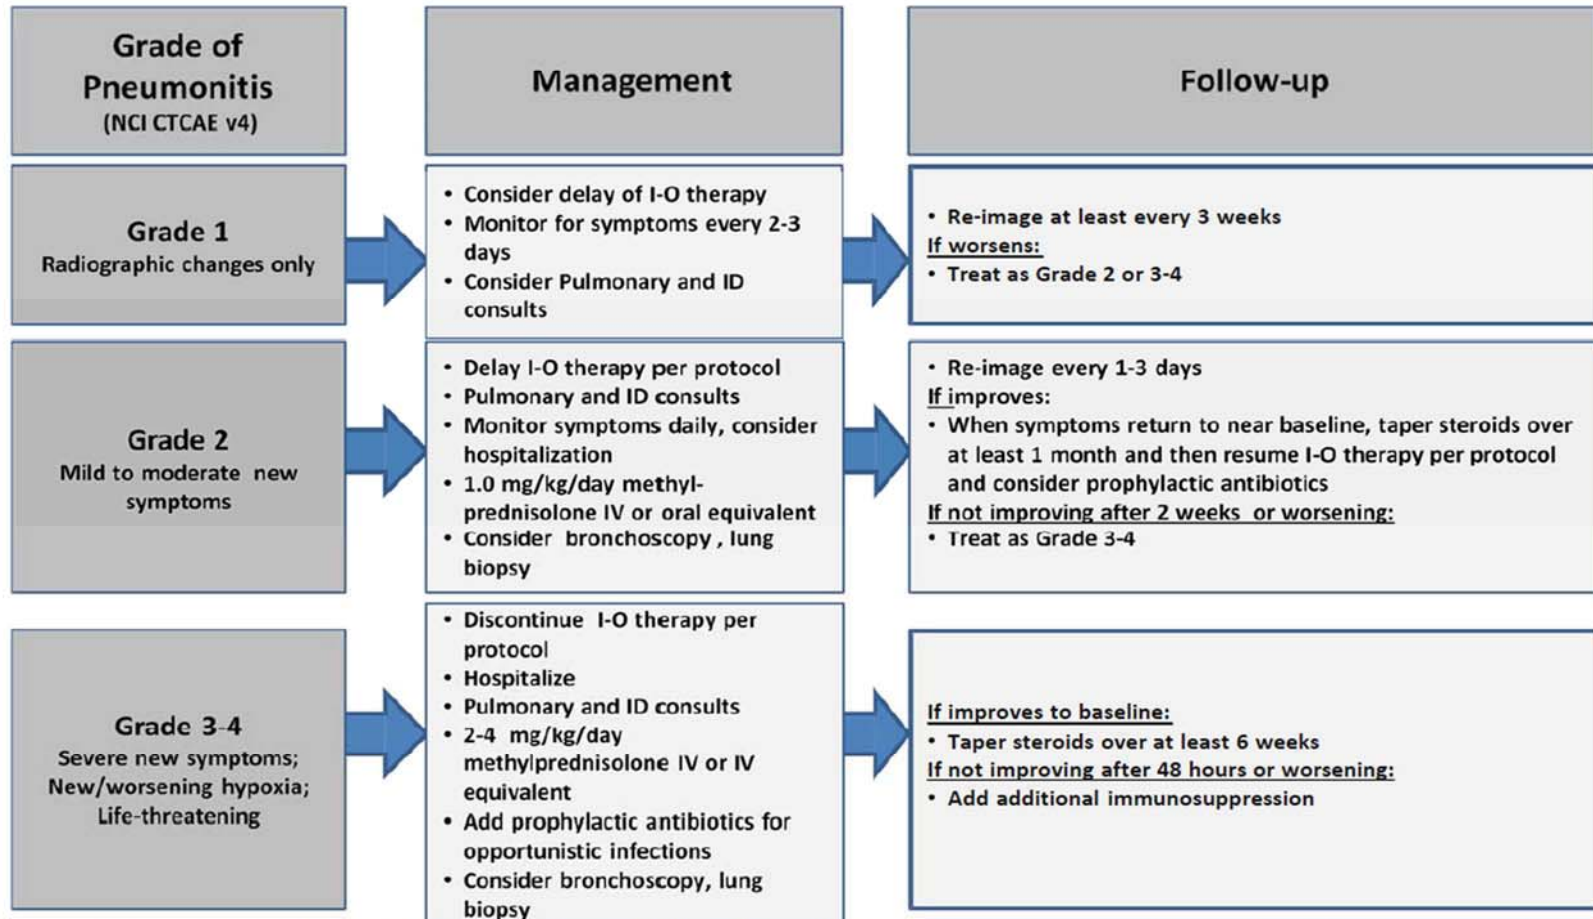 Grade of
Pneumonitis
(NCI CTCAE v4)
Management
Follow-up
Grade 1
Radiographic changes only
• Consider delay of I-O therapy
• Monitor for symptoms every 2-3
days
• Consider Pulmonary and ID
consults
• Re-image at least every 3 weeks
If worsens:
• Treat as Grade 2 or 3-4
Grade 2
Mild to moderate new
symptoms
• Delay I-O therapy per protocol
• Pulmonary and ID consults
• Monitor symptoms daily, consider
hospitalization
• 1.0 mg/kg/day methyl-
prednisolone IV or oral equivalent
• Consider bronchoscopy , lung
biopsy
• Re-image every 1-3 days
If improves:
• When symptoms return to near baseline, taper steroids over
at least 1 month and then resume I-O therapy per protocol
and consider prophylactic antibiotics
If not improving after 2 weeks or worsening:
• Treat as Grade 3-4
Grade 3-4
Severe new symptoms;
New/worsening hypoxia;
Life-threatening
• Discontinue I-O therapy per
protocol
• Hospitalize
• Pulmonary and ID consults
• 2-4 mg/kg/day
methylprednisolone IV or IV
equivalent
• Add prophylactic antibiotics for
opportunistic infections
• Consider bronchoscopy, lung
biopsy
If improves to baseline:
• Taper steroids over at least 6 weeks
If not improving after 48 hours or worsening:
• Add additional immunosuppression